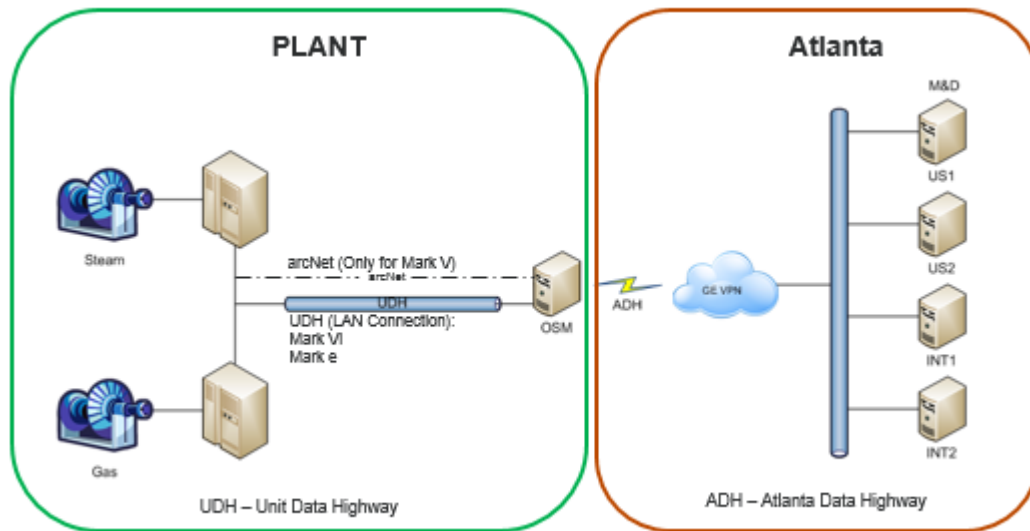 PLANT
Steam
arcNet (Only for Mark V)
arcNet
UDH
UDH (LAN Connection):
Mark VI
Mark e
OSM
Gas
UDH – Unit Data Highway
Atlanta
ADH
GE VPN
M&D
US1
US2
INT1
INT2
ADH – Atlanta Data Highway